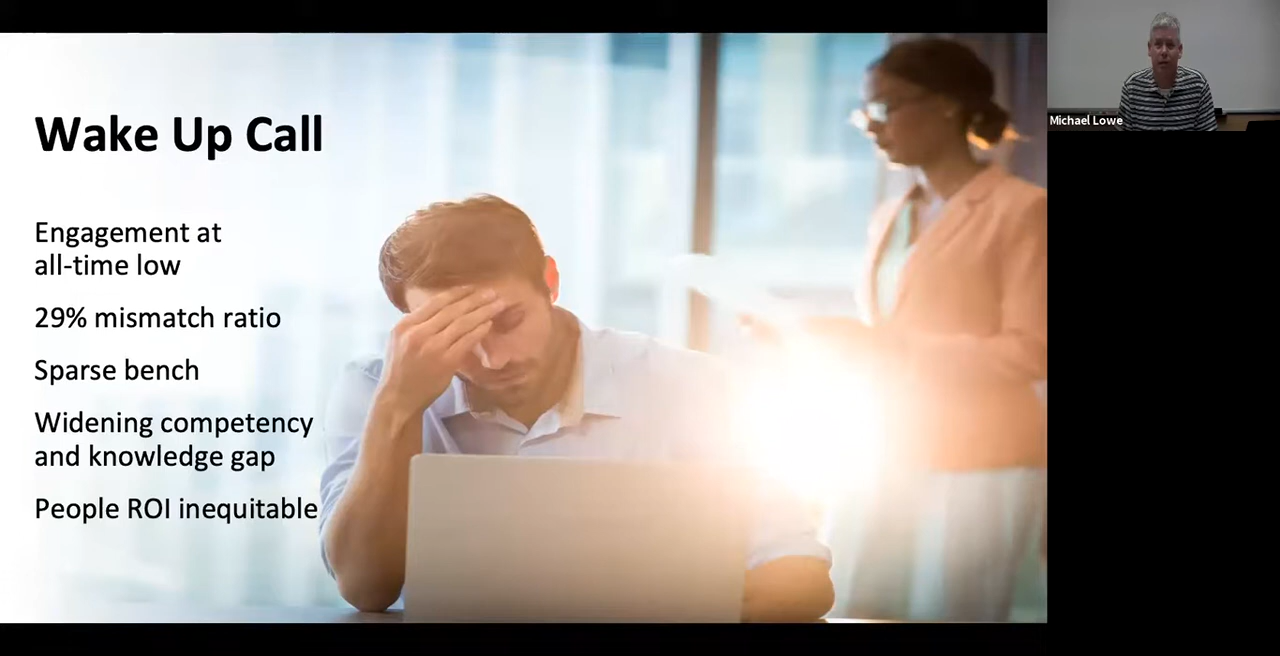 Wake Up Call
Engagement at
all-time low
29% mismatch ratio
Sparse bench
Widening competency
and knowledge gap
People ROI inequitable
Michael Lowe